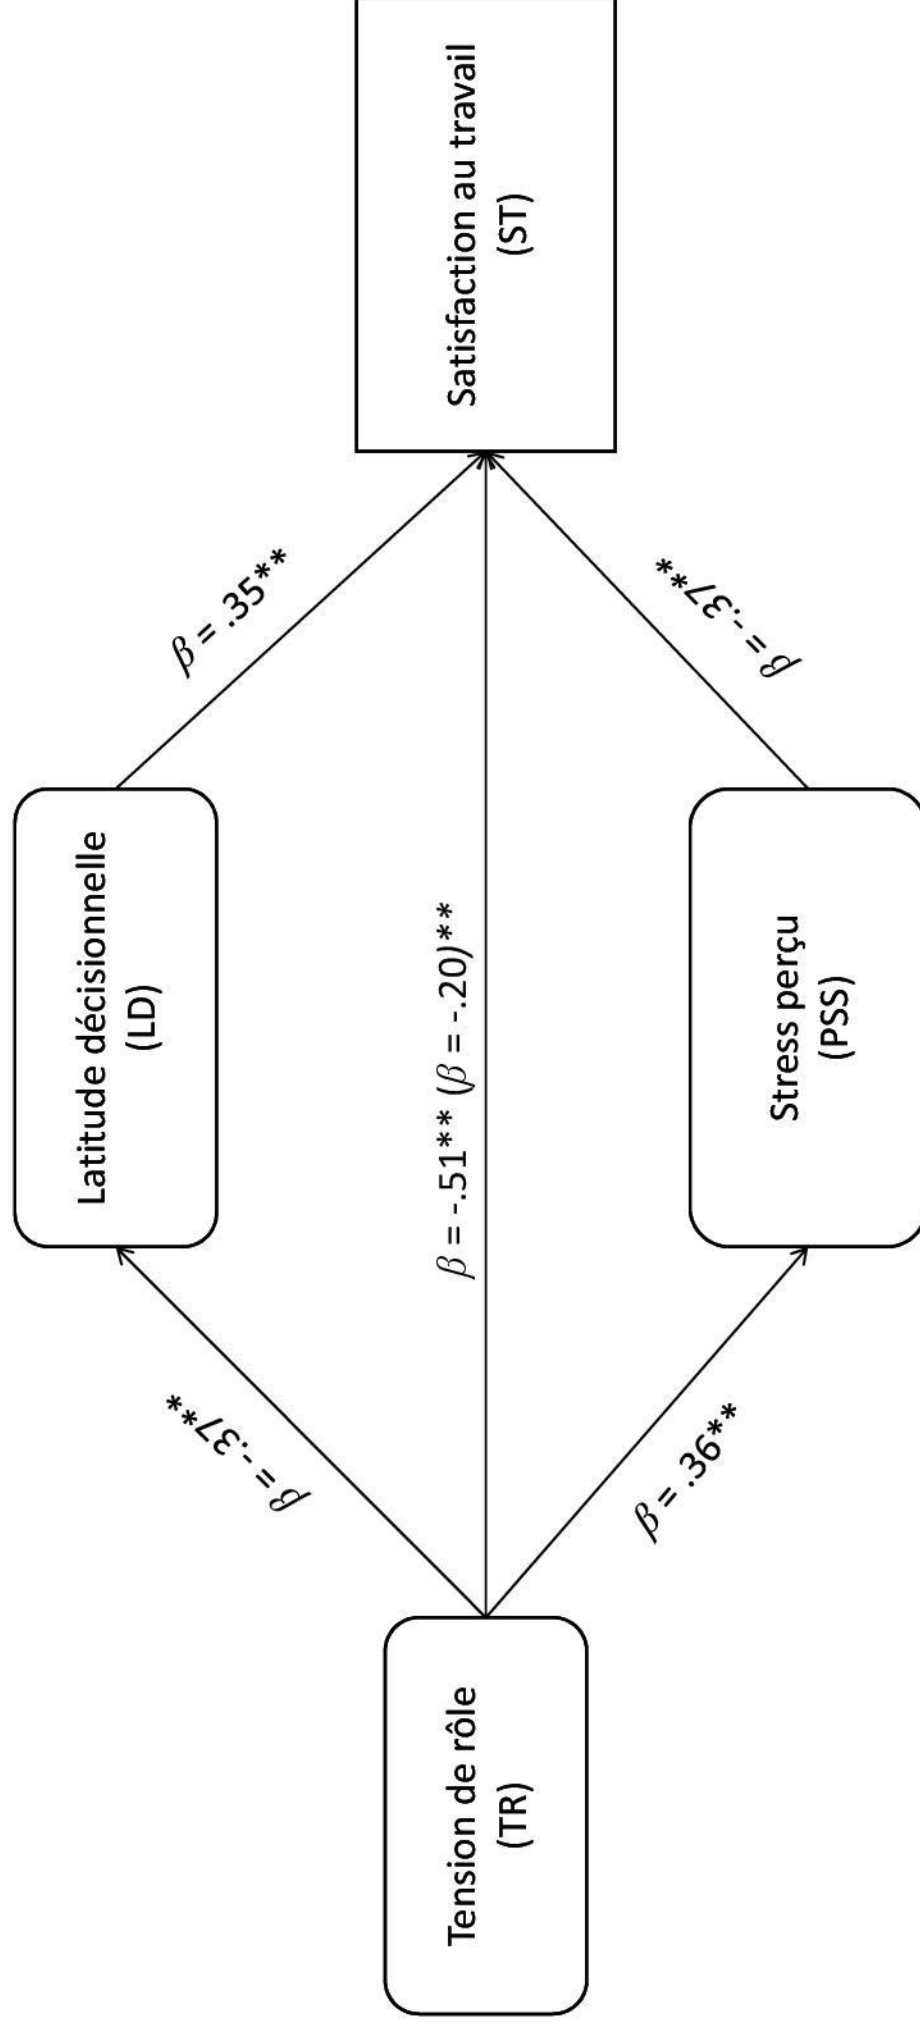 Latitude décisionnelle
(LD)
β = -.37**
β = .35**
Tension de rôle
(TR)
β = -.51** (β = -.20)**
Satisfaction au travail
(ST)
β = .36**
β = -.37**
Stress perçu
(PSS)